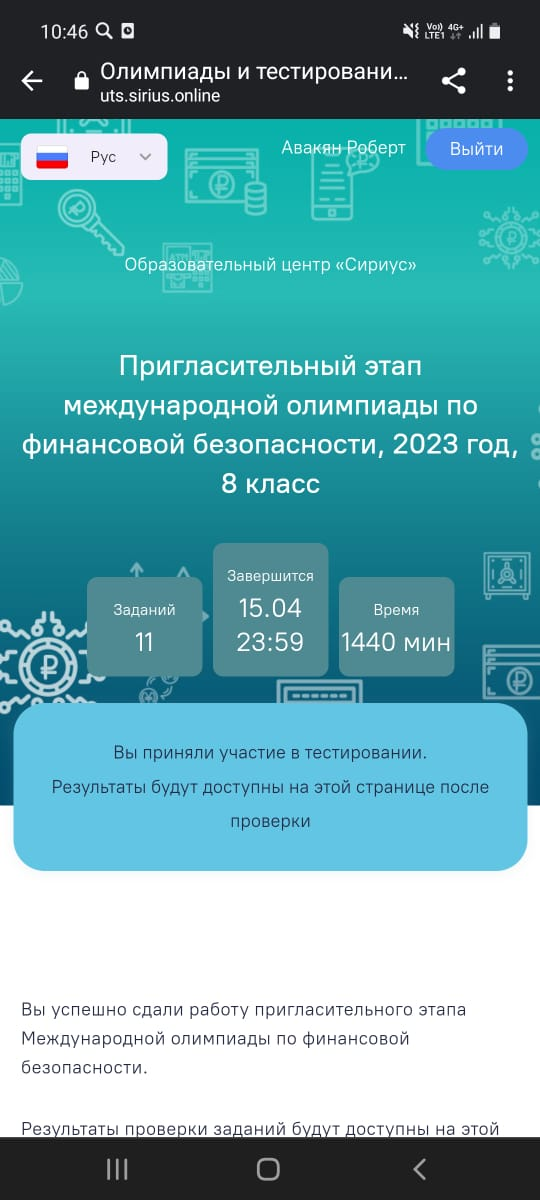 10:46
Vo)) 4G+
LTE1
Олимпиады и тестировани...
uts.sirius.online
Рус
Авакян Роберт
Выйти
Образовательный центр «Сириус»
Пригласительный этап
международной олимпиады по
финансовой безопасности, 2023 год,
8 класс
Заданий
11
Завершится
15.04
23:59
Время
1440 мин
Вы приняли участие в тестировании.
Результаты будут доступны на этой странице после
проверки
Вы успешно сдали работу пригласительного этапа
Международной олимпиады по финансовой
безопасности.
Результаты проверки заданий будут доступны на этой